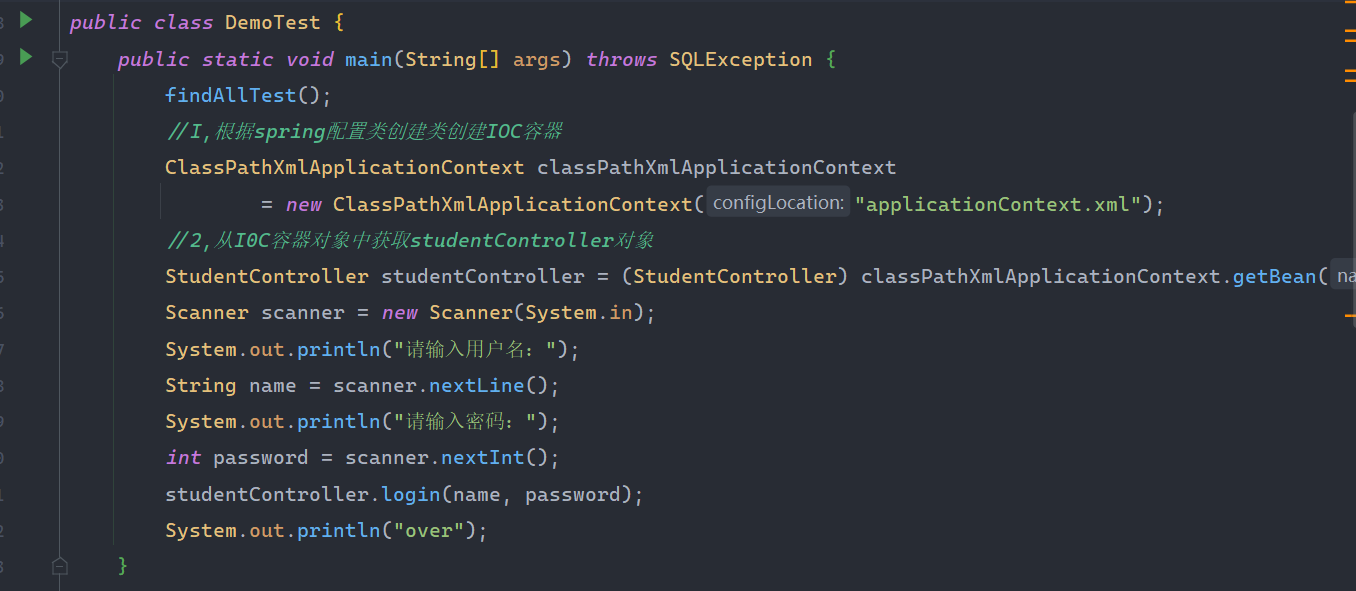 public class DemoTest {
public static void main(String[] args) throws SQLException {
findAllTest();
//I,根据spring配置类创建类创建IOC容器
ClassPathXmlApplicationContext classPathXmlApplicationContext
= new ClassPathXmlApplicationContext( configLocation: "applicationContext.xml");
//2,从I0C容器对象中获取studentController对象
StudentController studentController = (StudentController) classPathXmlApplicationContext.getBean(
Scanner scanner = new Scanner(System.in);
System.out.println("请输入用户名: ");
String name = scanner.nextLine();
System.out.println("请输入密码: ");
int password = scanner.nextInt();
studentController.login(name, password);
System.out.println("over");
}